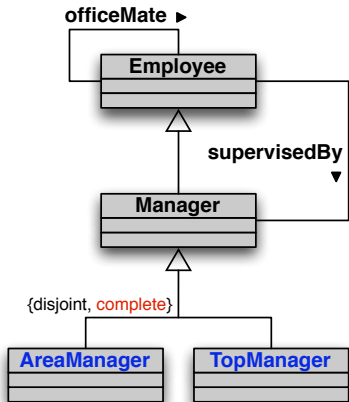 officeMate ▶
Employee
supervisedBy
▼
Manager
{disjoint, complete}
AreaManager
TopManager